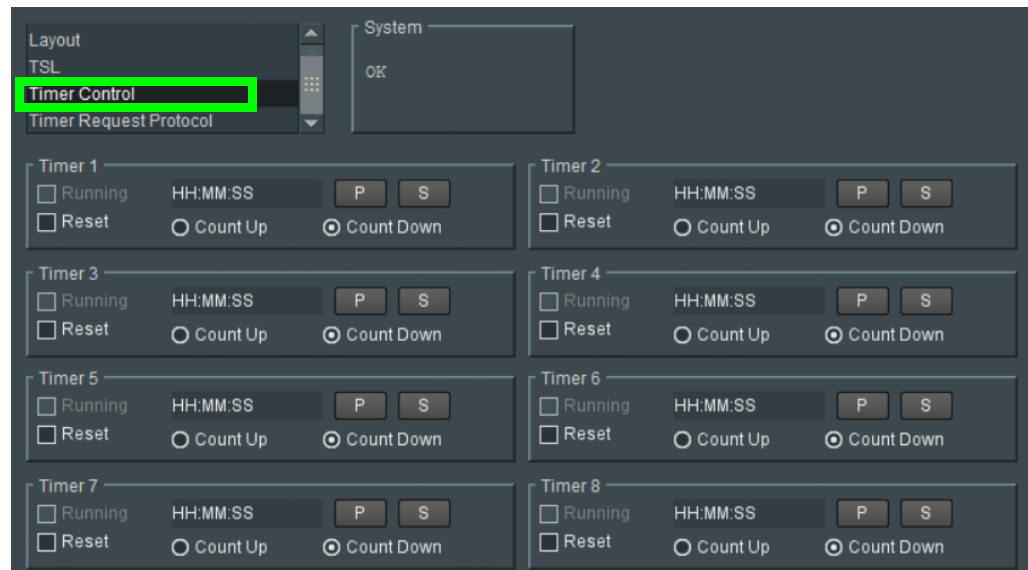 Layout
TSL
Timer Control
Timer Request Protocol
System
OK
Timer 1
Running HH:MM:SS P S
Reset Count Up Count Down
Timer 2
Running HH:MM:SS P S
Reset Count Up Count Down
Timer 3
Running HH:MM:SS P S
Reset Count Up Count Down
Timer 4
Running HH:MM:SS P S
Reset Count Up Count Down
Timer 5
Running HH:MM:SS P S
Reset Count Up Count Down
Timer 6
Running HH:MM:SS P S
Reset Count Up Count Down
Timer 7
Running HH:MM:SS P S
Reset Count Up Count Down
Timer 8
Running HH:MM:SS P S
Reset Count Up Count Down